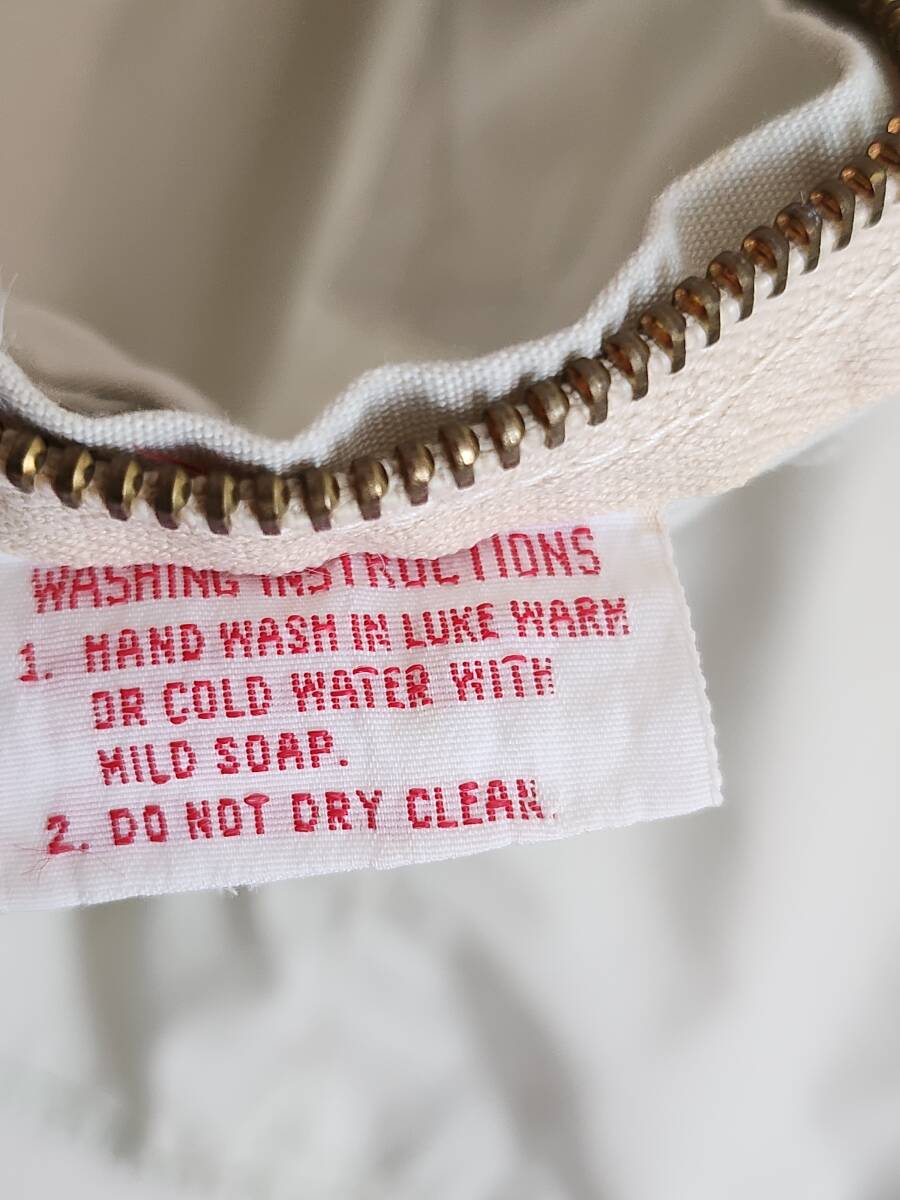 WASHING INSTRUCTIONS
1. HAND WASH IN LUKE WARM
OR COLD WATER WITH
MILD SOAP.
2. DO NOT DRY CLEAN.